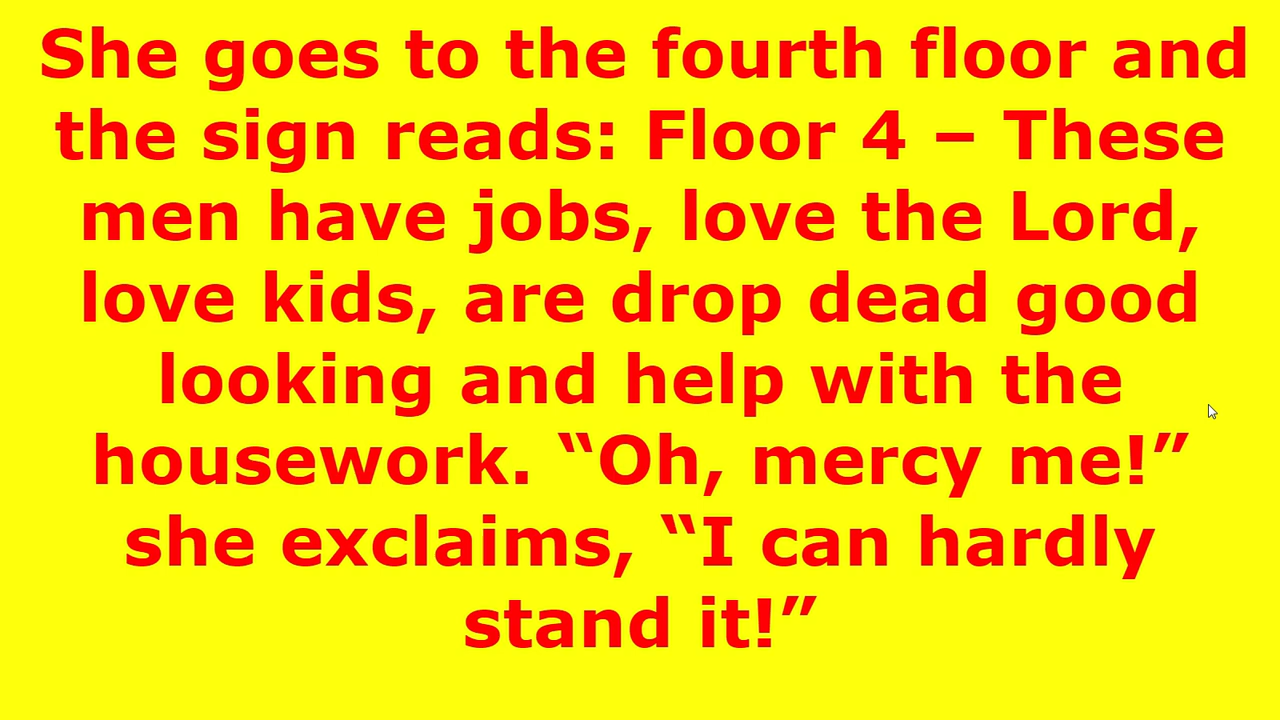 She goes to the fourth floor and
the sign reads: Floor 4 – These
men have jobs, love the Lord,
love kids, are drop dead good
looking and help with the
housework. “Oh, mercy me!”
she exclaims, “I can hardly
stand it!”